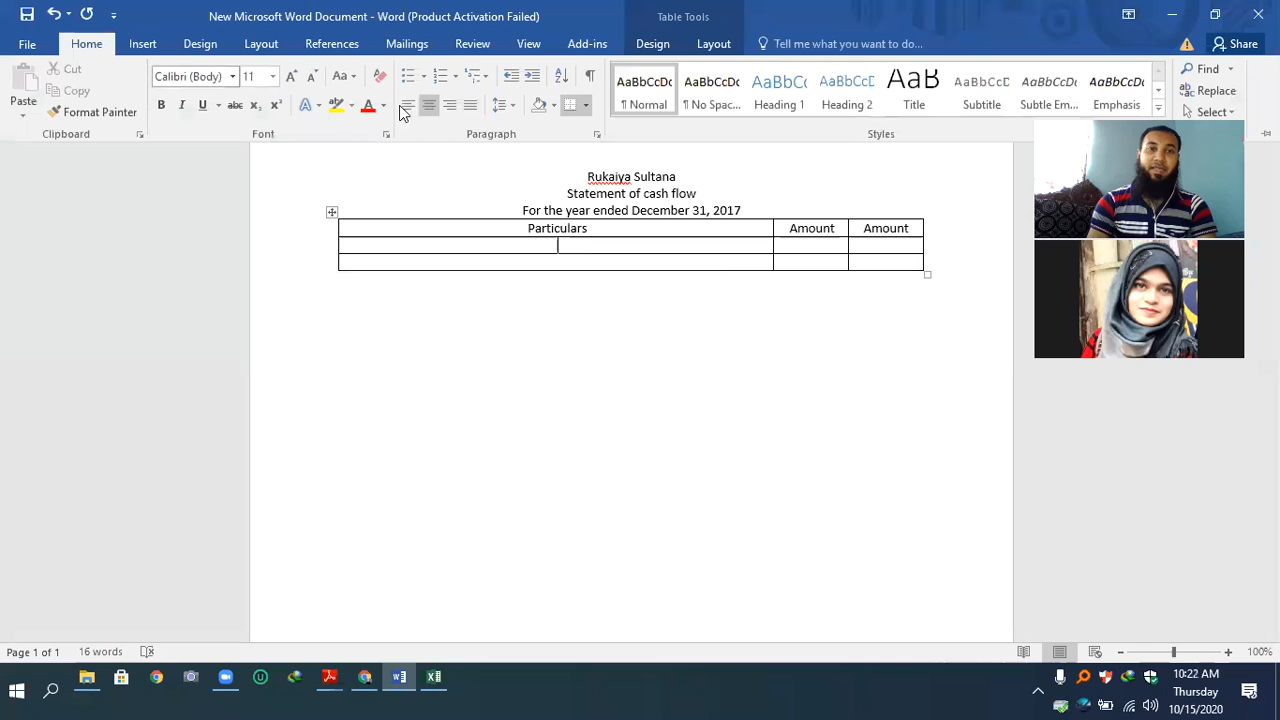 New Microsoft Word Document - Word (Product Activation Failed)
Table Tools
File
Home
Insert
Design
Layout
References
Mailings
Review
View
Add-ins
Design
Layout
Tell me what you want to do...
Share
Paste
Cut
Copy
Format Painter
Clipboard
Calibri (Body)
11
Font
Paragraph
AaBbCcDc
¶ Normal
AaBbCcDc
¶ No Spac...
AaBbCc
Heading 1
AaBbCcD
Heading 2
AaB
Title
AaBbCcD
Subtitle
AaBbCcDc
Subtle Em...
AaBbCcDc
Emphasis
Styles
Find
Replace
Select
Rukaiya Sultana
Statement of cash flow
For the year ended December 31, 2017
Particulars
Amount
Amount
Page 1 of 1
16 words
100%
10:22 AM
Thursday
10/15/2020